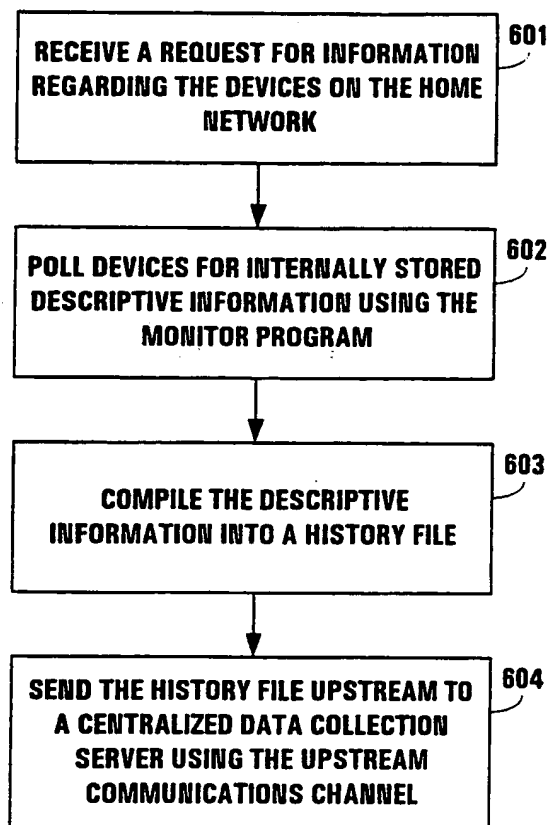 601
RECEIVE A REQUEST FOR INFORMATION
REGARDING THE DEVICES ON THE HOME
NETWORK
602
POLL DEVICES FOR INTERNALLY STORED
DESCRIPTIVE INFORMATION USING THE
MONITOR PROGRAM
603
COMPILE THE DESCRIPTIVE
INFORMATION INTO A HISTORY FILE
604
SEND THE HISTORY FILE UPSTREAM TO
A CENTRALIZED DATA COLLECTION
SERVER USING THE UPSTREAM
COMMUNICATIONS CHANNEL